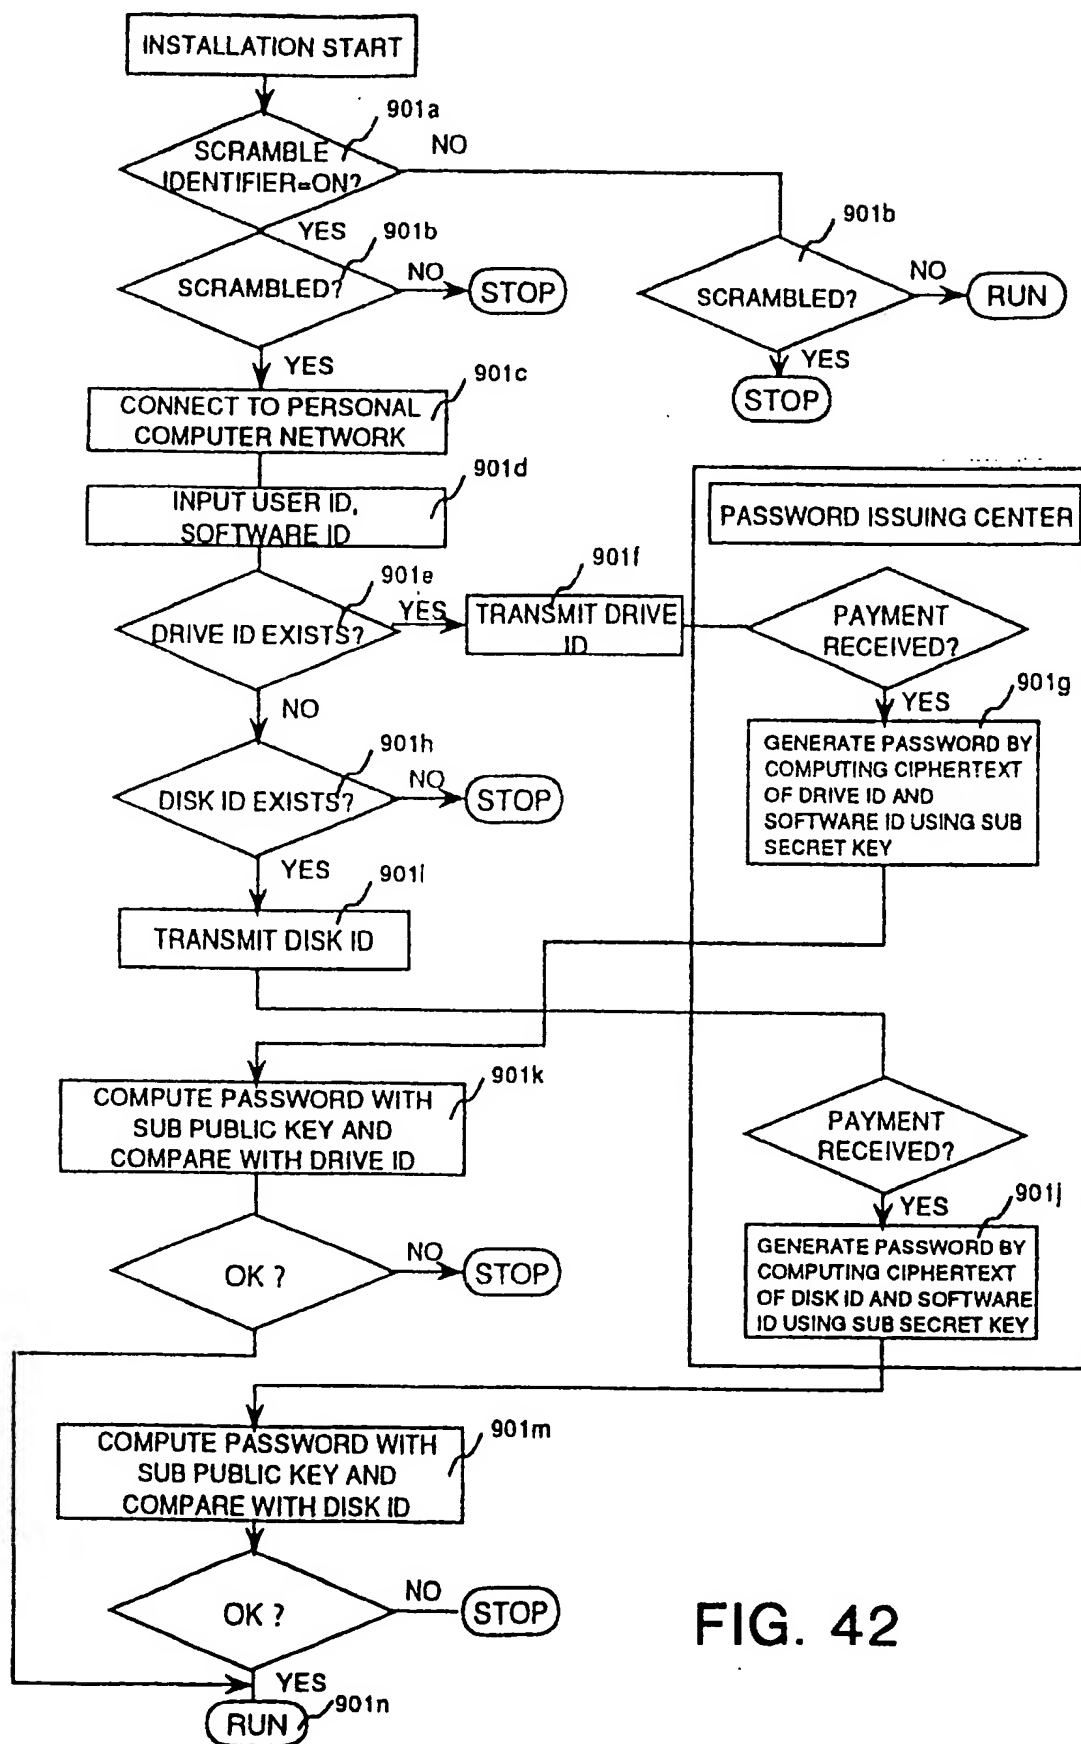 INSTALLATION START
901a
SCRAMBLE
IDENTIFIER=ON?
NO
YES
901b
SCRAMBLED?
NO
STOP
901b
SCRAMBLED?
NO
RUN
YES
STOP
YES
901c
CONNECT TO PERSONAL
COMPUTER NETWORK
901d
INPUT USER ID,
SOFTWARE ID
PASSWORD ISSUING CENTER
901e
DRIVE ID EXISTS?
YES
901f
TRANSMIT DRIVE
ID
PAYMENT
RECEIVED?
YES
901g
GENERATE PASSWORD BY
COMPUTING CIPHERTEXT
OF DRIVE ID AND
SOFTWARE ID USING SUB
SECRET KEY
NO
901h
DISK ID EXISTS?
NO
STOP
YES
901i
TRANSMIT DISK ID
901k
COMPUTE PASSWORD WITH
SUB PUBLIC KEY AND
COMPARE WITH DRIVE ID
PAYMENT
RECEIVED?
YES
901j
GENERATE PASSWORD BY
COMPUTING CIPHERTEXT
OF DISK ID AND SOFTWARE
ID USING SUB SECRET KEY
OK ?
NO
STOP
901m
COMPUTE PASSWORD WITH
SUB PUBLIC KEY AND
COMPARE WITH DISK ID
OK ?
NO
STOP
YES
901n
RUN
FIG. 42